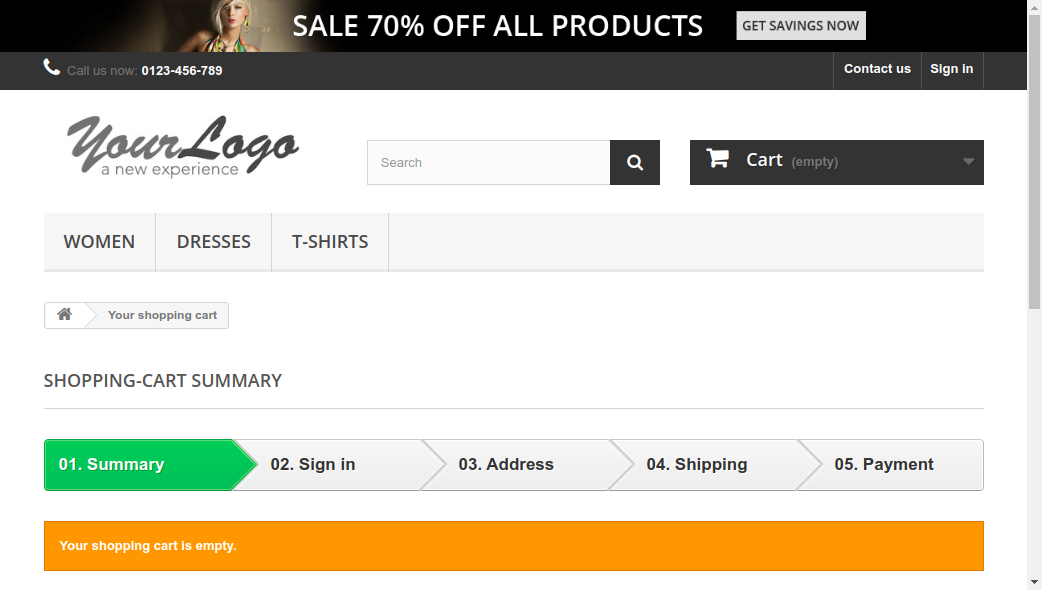 SALE 70% OFF ALL PRODUCTS GET SAVINGS NOW
Call us now: 0123-456-789 Contact us Sign in
YourLogo
a new experience
Search
Cart (empty)
WOMEN DRESSES T-SHIRTS
Your shopping cart
SHOPPING-CART SUMMARY
01. Summary 02. Sign in 03. Address 04. Shipping 05. Payment
Your shopping cart is empty.